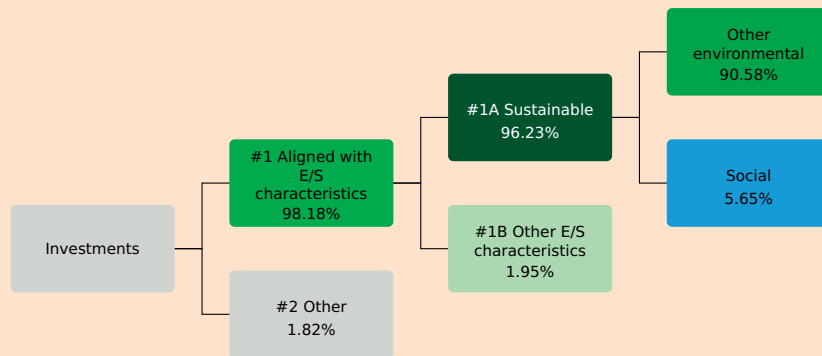 Investments
#1 Aligned with
E/S
characteristics
98.18%
#2 Other
1.82%
#1A Sustainable
96.23%
#1B Other E/S
characteristics
1.95%
Other
environmental
90.58%
Social
5.65%